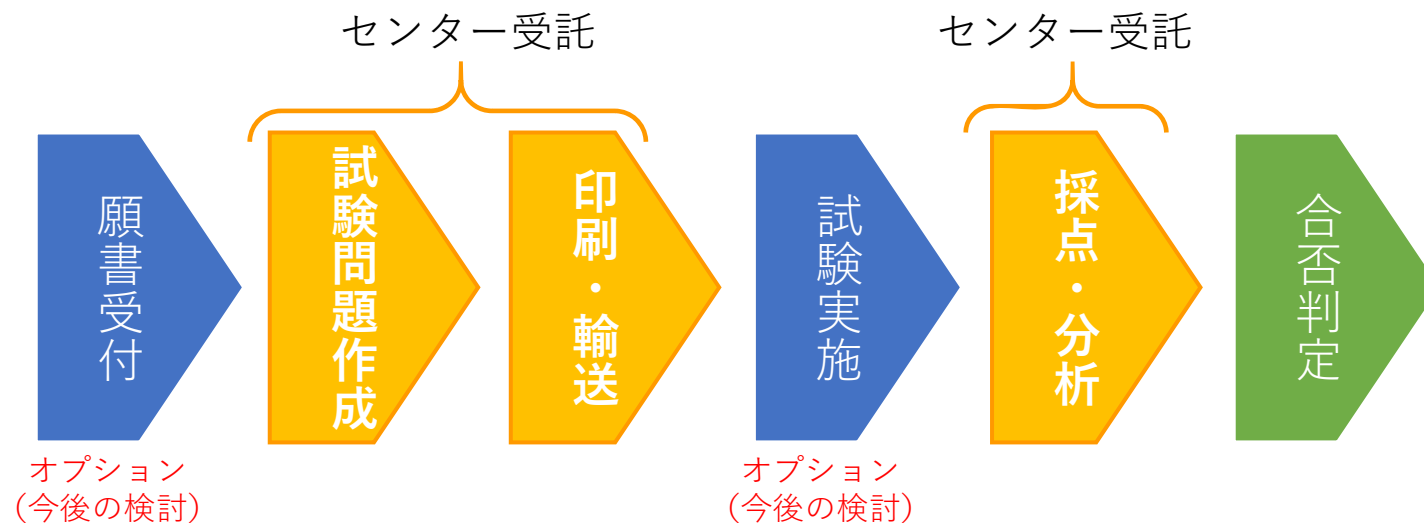 センター受託
センター受託
願書受付
試験問題作成
印刷・輸送
試験実施
採点・分析
合否判定
オプション
(今後の検討)
オプション
(今後の検討)